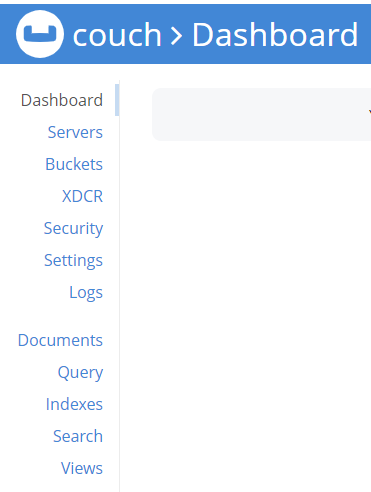 couch > Dashboard
Dashboard
Servers
Buckets
XDCR
Security
Settings
Logs
Documents
Query
Indexes
Search
Views